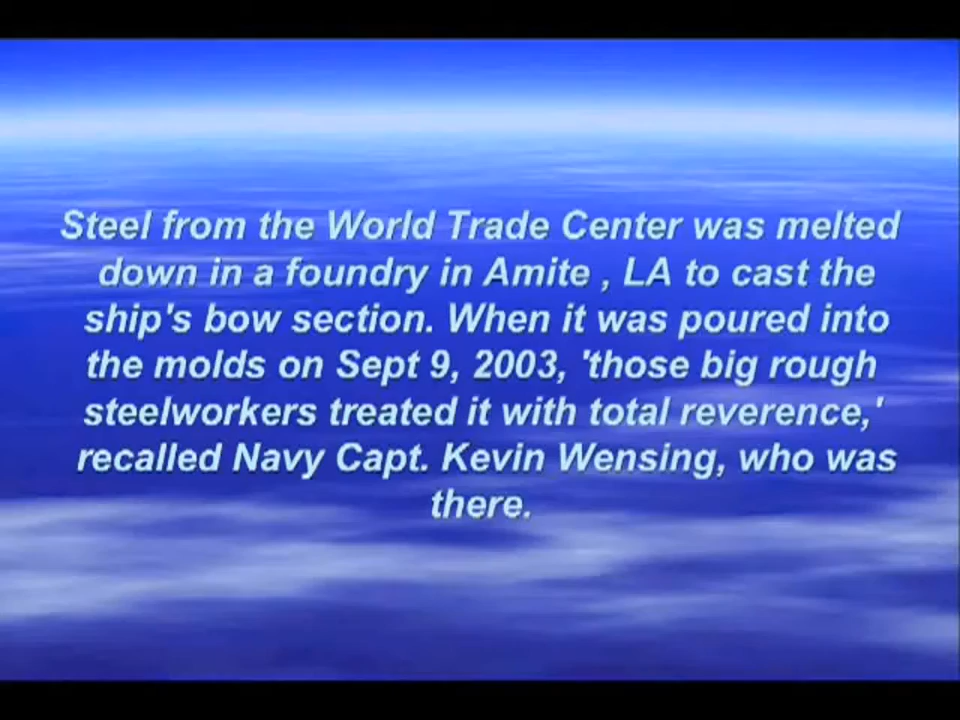 Steel from the World Trade Center was melted
down in a foundry in Amite , LA to cast the
ship's bow section. When it was poured into
the molds on Sept 9, 2003, 'those big rough
steelworkers treated it with total reverence,'
recalled Navy Capt. Kevin Wensing, who was
there.